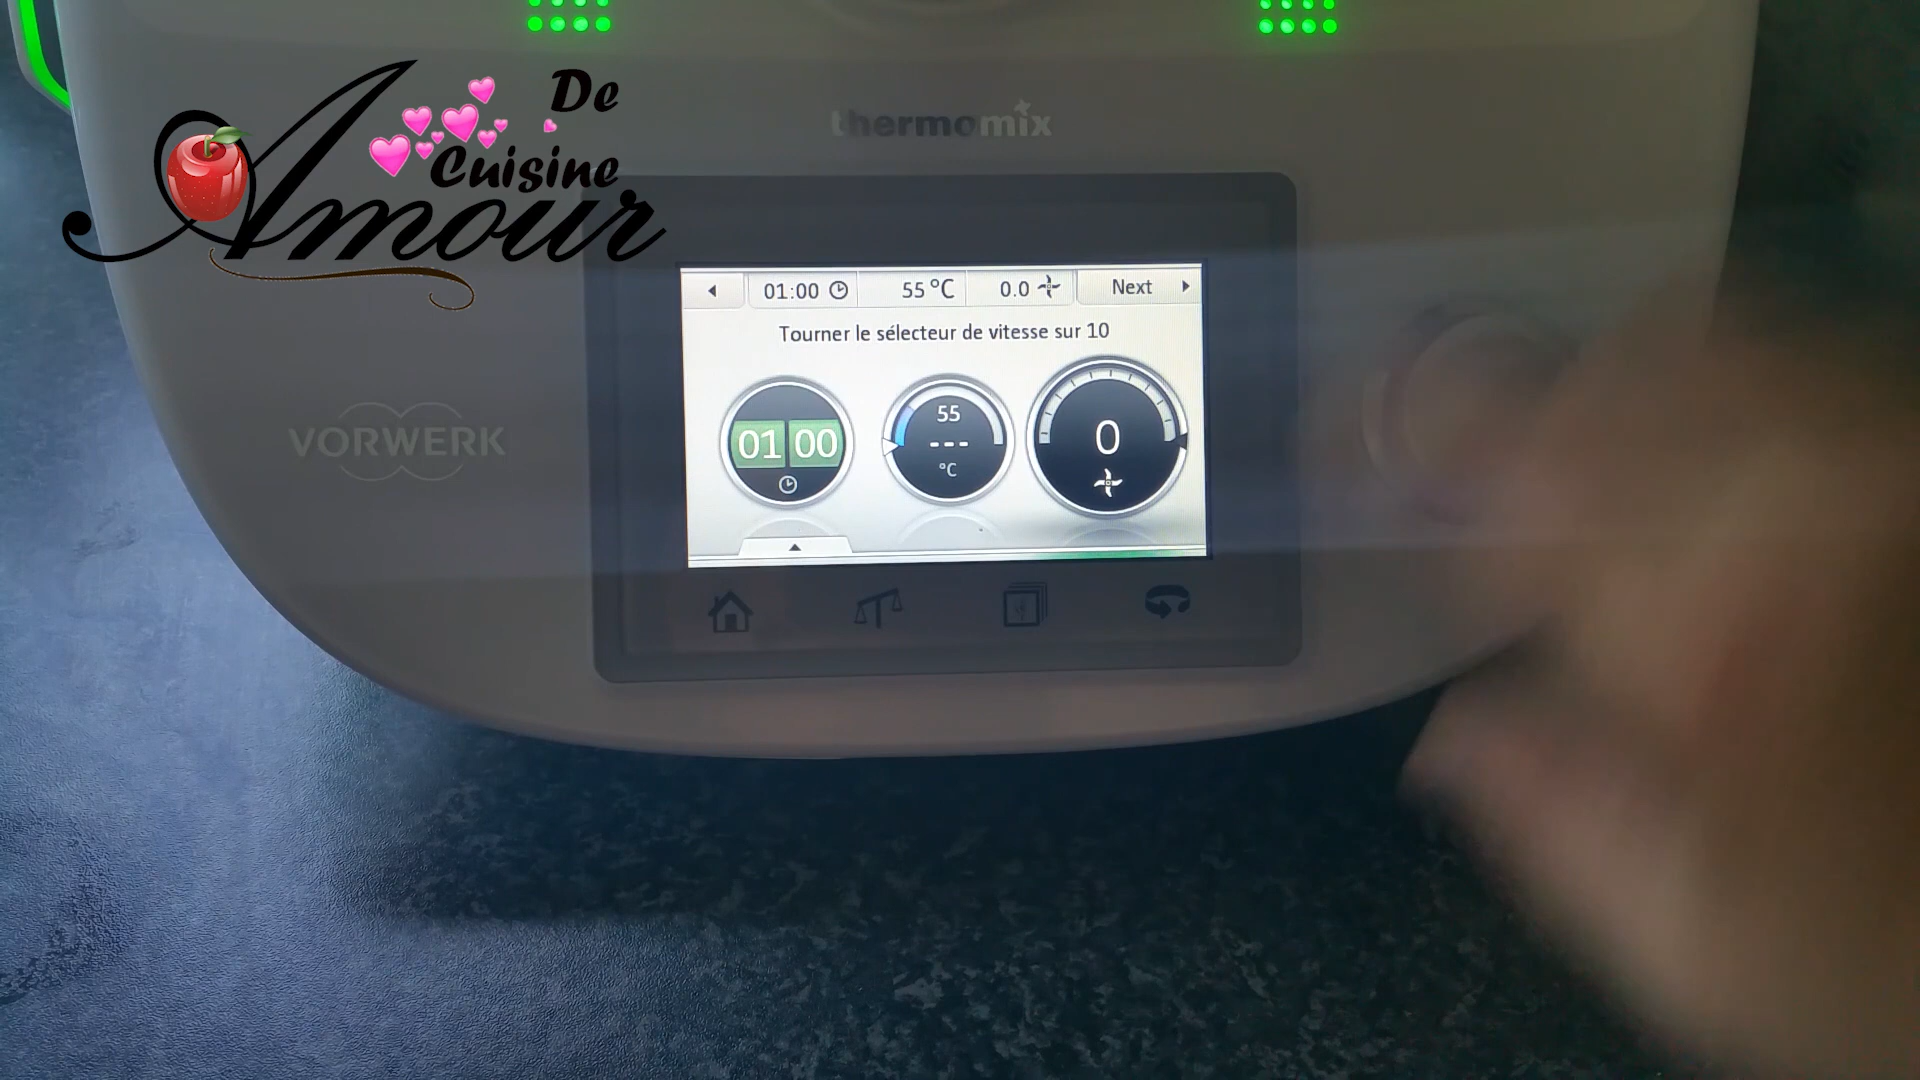 De
Cuisine
Amour
thermomix
VORWERK
01:00 55 °C 0.0 Next
Tourner le sélecteur de vitesse sur 10
01 00
55
---
°C
0